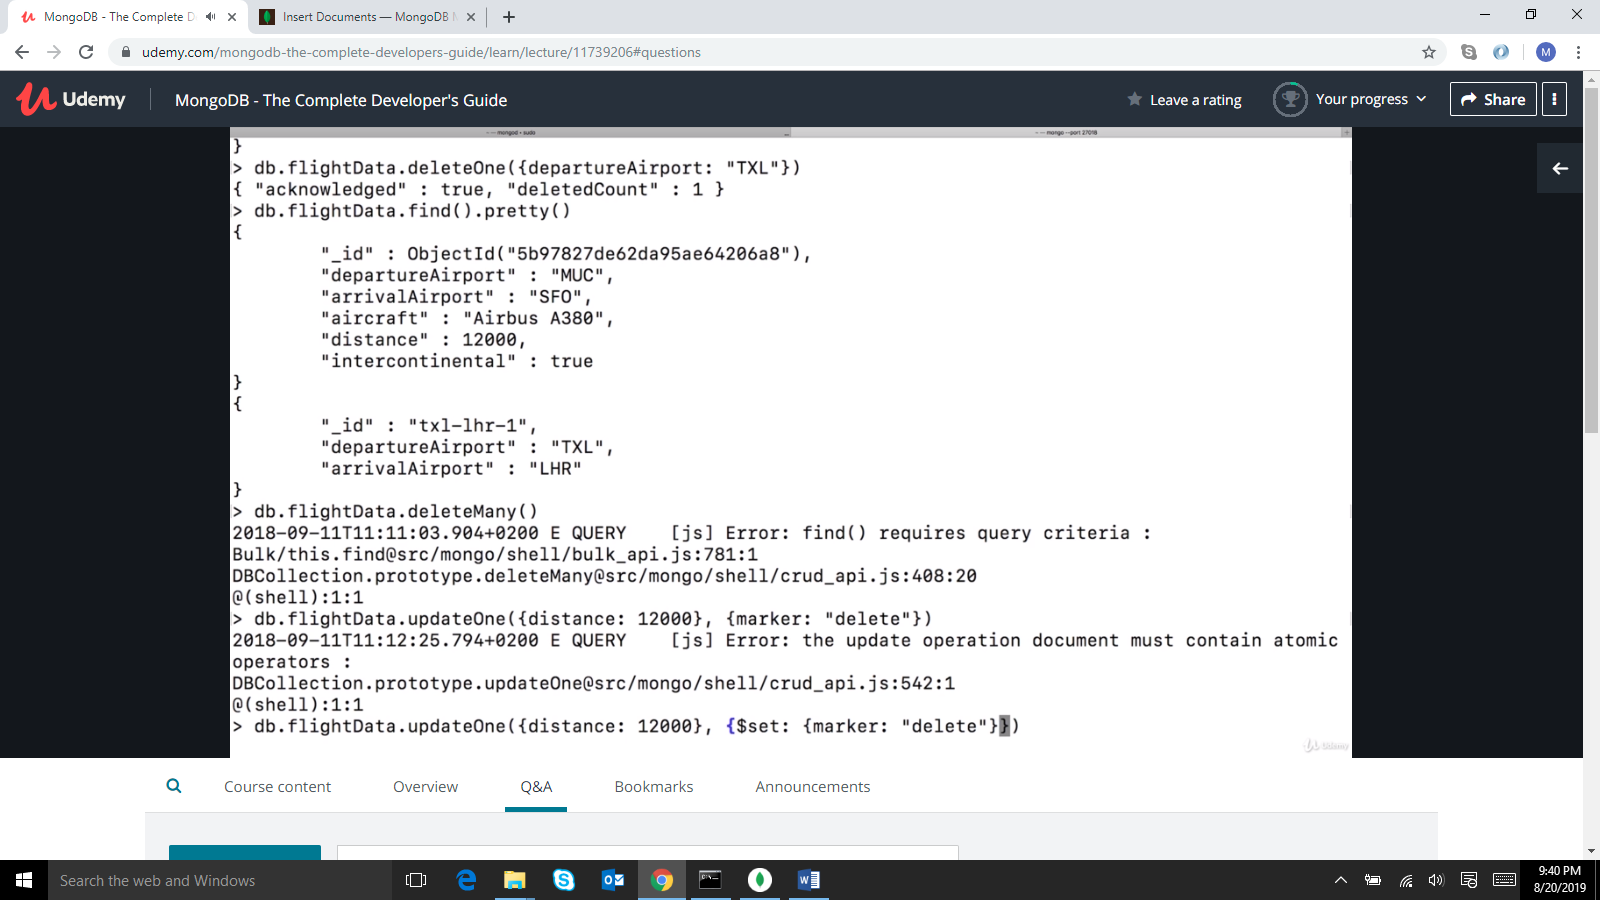 MongoDB - The Complete D
Insert Documents — MongoDB M
udemy.com/mongodb-the-complete-developers-guide/learn/lecture/11739206#questions
M
Udemy
MongoDB - The Complete Developer's Guide
Leave a rating
Your progress
Share
~ — mongod • sudo
~ — mongo --port 27018
}
> db.flightData.deleteOne({departureAirport: "TXL"})
{ "acknowledged" : true, "deletedCount" : 1 }
> db.flightData.find().pretty()
{
"_id" : ObjectId("5b97827de62da95ae64206a8"),
"departureAirport" : "MUC",
"arrivalAirport" : "SFO",
"aircraft" : "Airbus A380",
"distance" : 12000,
"intercontinental" : true
}
{
"_id" : "txl-lhr-1",
"departureAirport" : "TXL",
"arrivalAirport" : "LHR"
}
> db.flightData.deleteMany()
2018-09-11T11:11:03.904+0200 E QUERY    [js] Error: find() requires query criteria :
Bulk/this.find@src/mongo/shell/bulk_api.js:781:1
DBCollection.prototype.deleteMany@src/mongo/shell/crud_api.js:408:20
@(shell):1:1
> db.flightData.updateOne({distance: 12000}, {marker: "delete"})
2018-09-11T11:12:25.794+0200 E QUERY    [js] Error: the update operation document must contain atomic
operators :
DBCollection.prototype.updateOne@src/mongo/shell/crud_api.js:542:1
@(shell):1:1
> db.flightData.updateOne({distance: 12000}, {$set: {marker: "delete"}})
Udemy
Course content
Overview
Q&A
Bookmarks
Announcements
Search the web and Windows
9:40 PM
8/20/2019